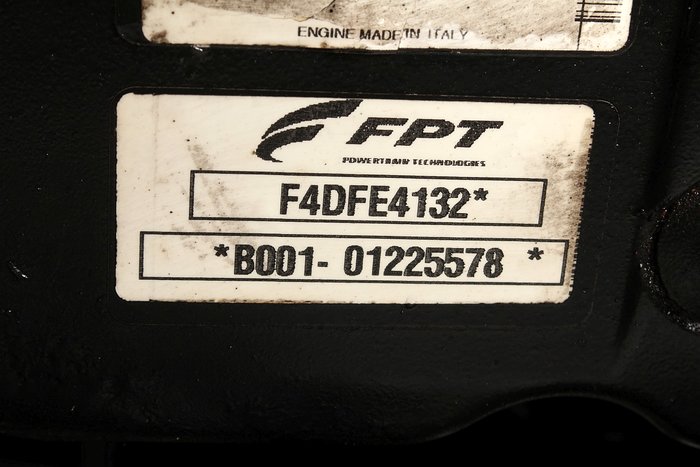 ENGINE MADE IN ITALY
FPT
POWERTRAIN TECHNOLOGIES
F4DFE4132*
*B001- 01225578 *